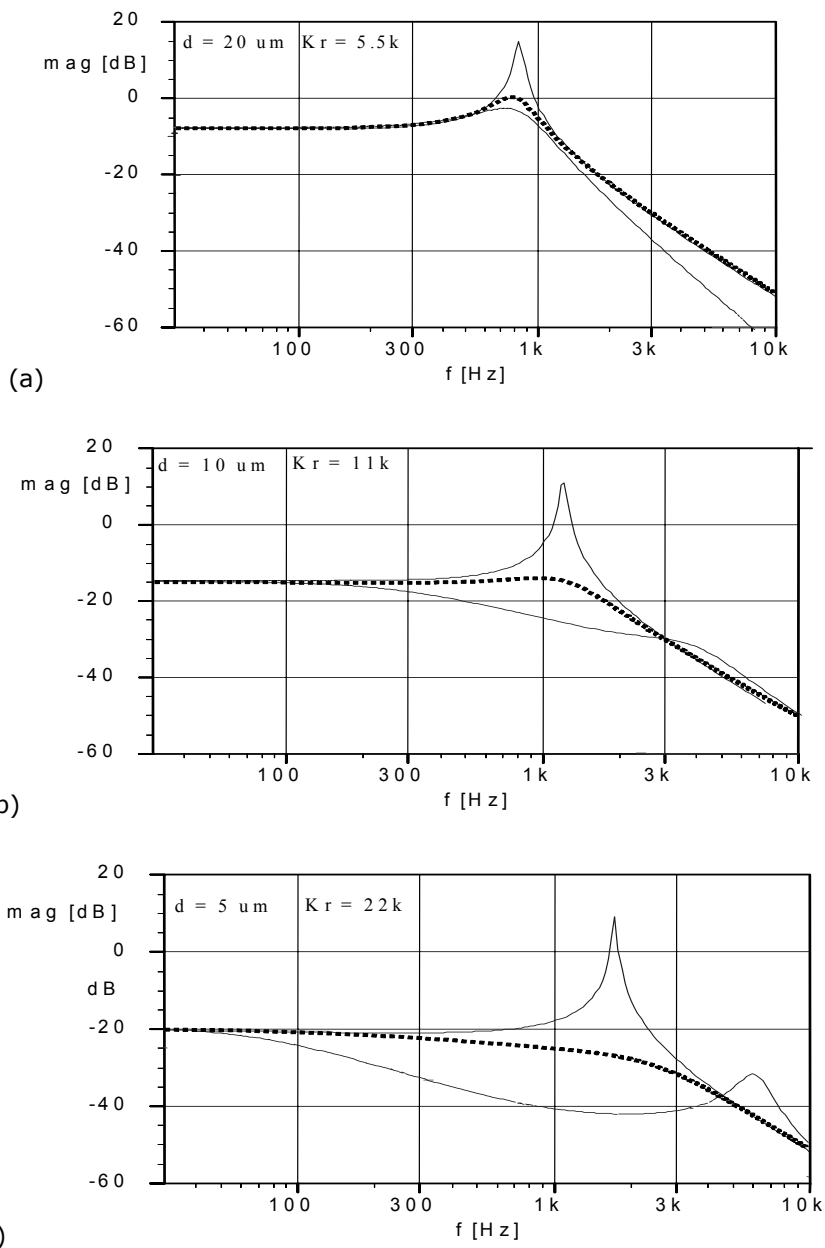 20
d = 20 um Kr = 5.5k
mag [dB]
0
-20
-40
-60
100 300 1k 3k 10k
f [Hz]
(a)
20
d = 10 um Kr = 11k
mag [dB]
0
-20
-40
-60
100 300 1k 3k 10k
f [Hz]
b)
20
d = 5 um Kr = 22k
mag [dB]
0
dB
-20
-40
-60
100 300 1k 3k 10k
f [Hz]
)